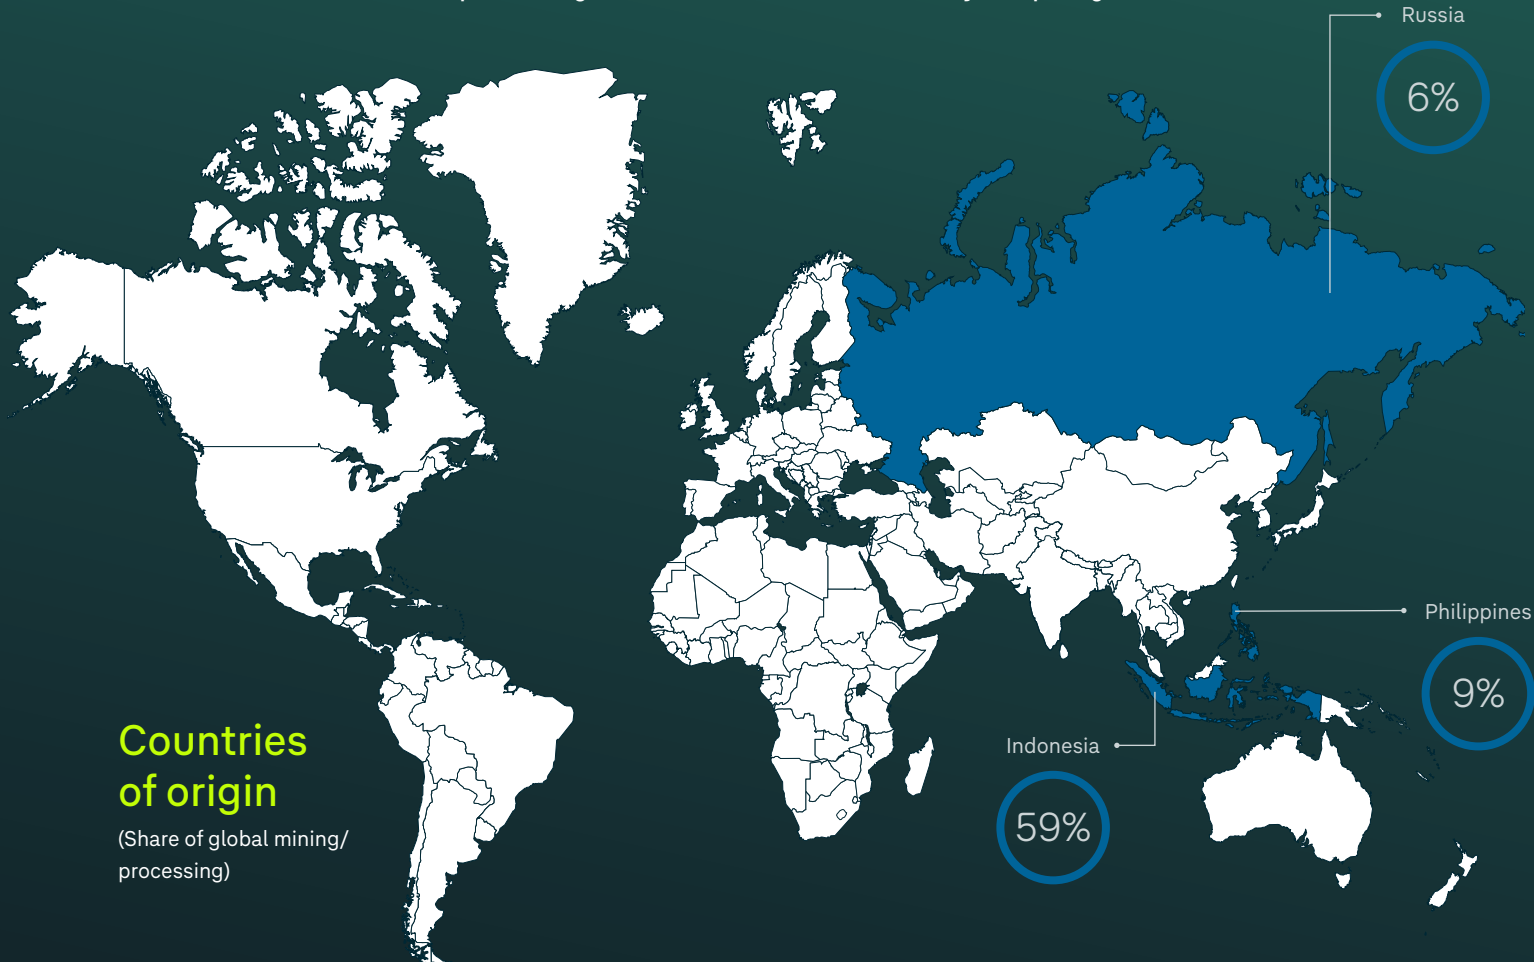 Russia
6%
Philippines
9%
Indonesia
59%
Countries
of origin
(Share of global mining/
processing)